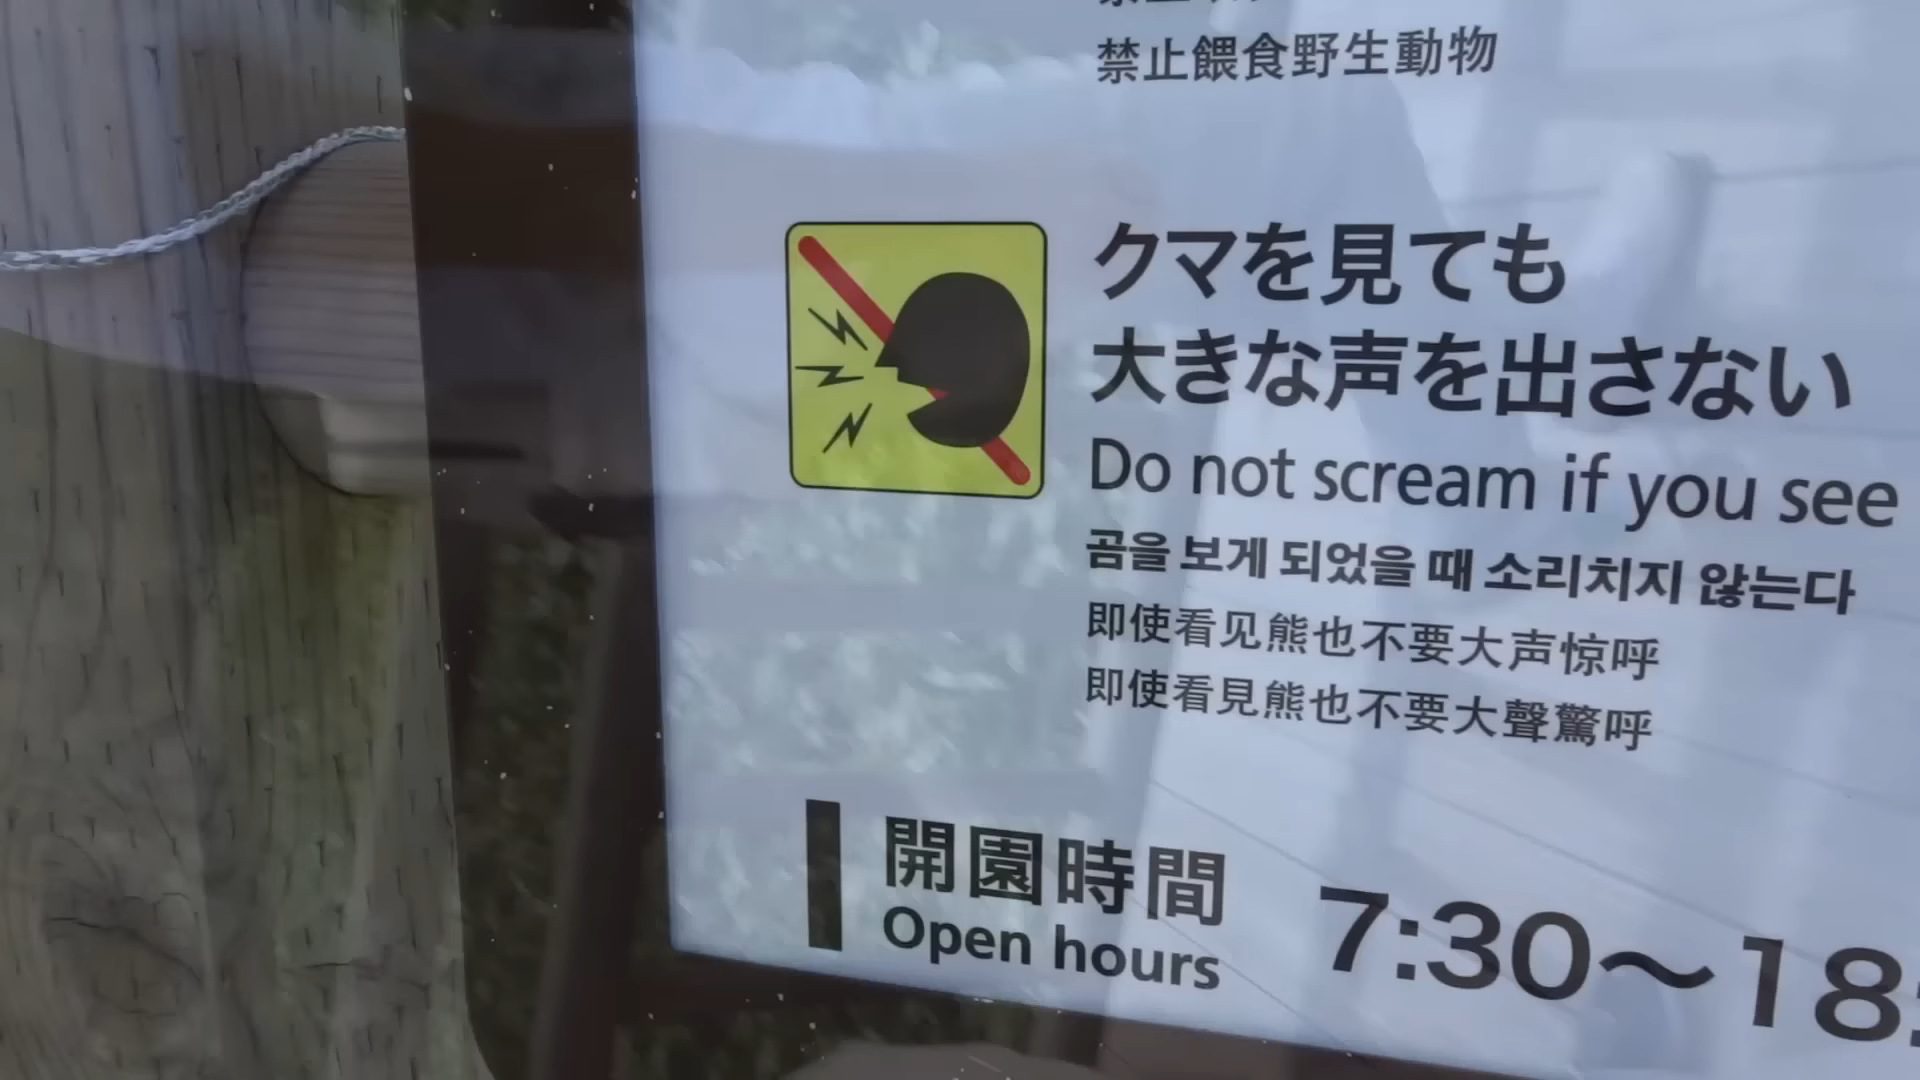 禁止餵食野生動物
クマを見ても
大きな声を出さない
Do not scream if you see
곰을 보게 되었을 때 소리치지 않는다
即使看见熊也不要大声惊呼
即使看見熊也不要大聲驚呼
開園時間 7:30～18:
Open hours